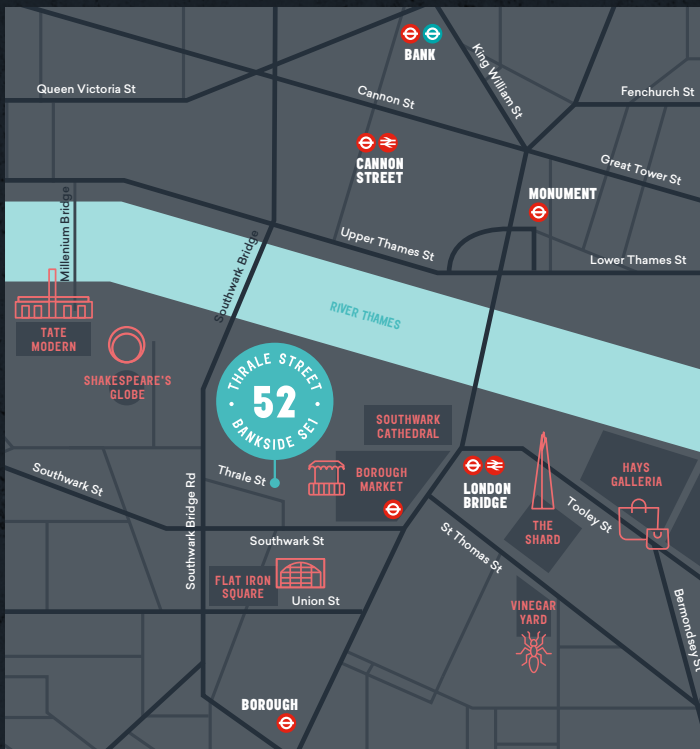 BANK
King William St
Queen Victoria St
Cannon St
Fenchurch St
CANNON
STREET
Great Tower St
MONUMENT
Millenium Bridge
Southwark Bridge
Upper Thames St
Lower Thames St
RIVER THAMES
TATE
MODERN
SHAKESPEARE'S
GLOBE
THRALE STREET
52
BANKSIDE SE1
SOUTHWARK
CATHEDRAL
Southwark St
Southwark Bridge Rd
Thrale St
BOROUGH
MARKET
LONDON
BRIDGE
HAYS
GALLERIA
THE
SHARD
Tooley St
St Thomas St
Southwark St
FLAT IRON
SQUARE
Union St
VINEGAR
YARD
Bermondsey St
BOROUGH